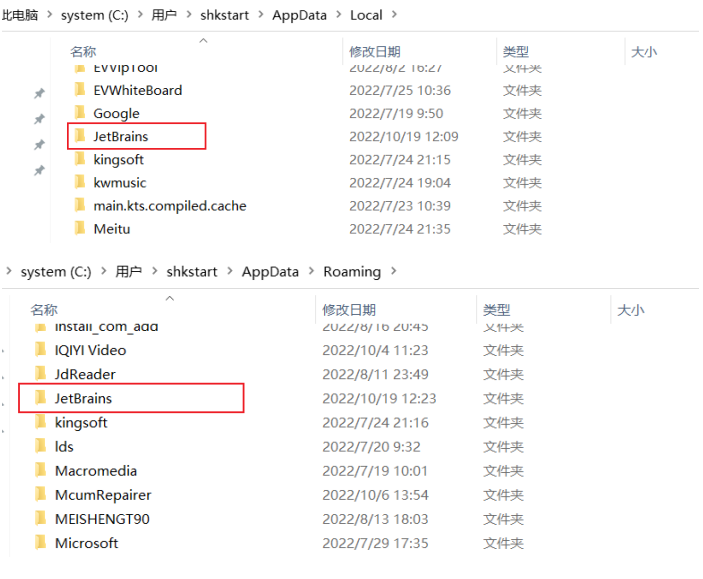 此电脑 > system (C:) > 用户 > shkstart > AppData > Local >
名称 修改日期 类型 大小
EVVipTool 2022/8/2 16:27 文件夹
EVWhiteBoard 2022/7/25 10:36 文件夹
Google 2022/7/19 9:50 文件夹
JetBrains 2022/10/19 12:09 文件夹
kingsoft 2022/7/24 21:15 文件夹
kwmusic 2022/7/24 19:04 文件夹
main.kts.compiled.cache 2022/7/23 10:39 文件夹
Meitu 2022/7/24 21:35 文件夹
> system (C:) > 用户 > shkstart > AppData > Roaming >
名称 修改日期 类型 大小
install_com_add 2022/8/16 20:45 文件夹
IQIYI Video 2022/10/4 11:23 文件夹
JdReader 2022/8/11 23:49 文件夹
JetBrains 2022/10/19 12:23 文件夹
kingsoft 2022/7/24 21:16 文件夹
lds 2022/7/20 9:32 文件夹
Macromedia 2022/7/19 10:01 文件夹
McumRepairer 2022/10/6 13:54 文件夹
MEISHENGT90 2022/8/13 18:03 文件夹
Microsoft 2022/7/29 17:35 文件夹